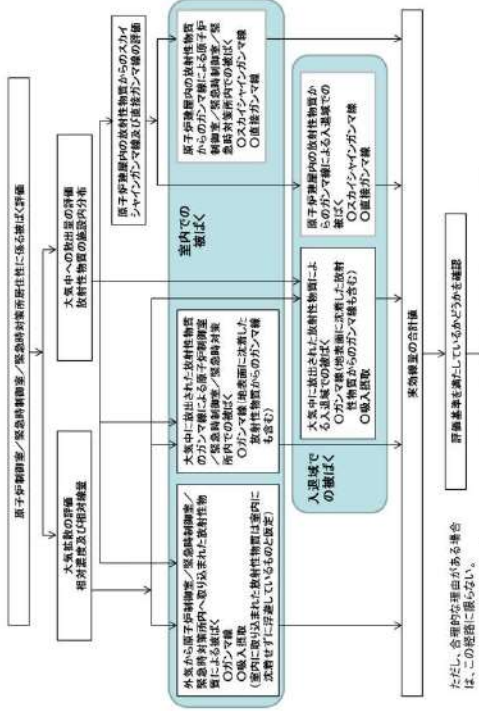 原子炉制御室／緊急時制御室／緊急時対策所居住性に係る被ばく評価
大気拡散の評価
相対濃度及び相対線量
大気中への放出量の評価
放射性物質の施設内分布
原子炉建屋内の放射性物質からのスカイ
シャインガンマ線及び直接ガンマ線の評価
室内での
被ばく
外気から原子炉制御室／緊急時制御室／
緊急時対策所内へ取り込まれた放射性物
質による被ばく
○ガンマ線
○吸入摂取
（室内に取り込まれた放射性物質は室内に
沈着せずに浮遊しているものと仮定）
大気中に放出された放射性物質
のガンマ線による原子炉制御室
／緊急時制御室／緊急時対策
所内での被ばく
○ガンマ線（地表面に沈着した
放射性物質からのガンマ線
も含む）
原子炉建屋内の放射性物質
からのガンマ線による原子炉
制御室／緊急時制御室／緊
急時対策所内での被ばく
○スカイシャインガンマ線
○直接ガンマ線
入退域で
の被ばく
大気中に放出された放射性物質によ
る入退域での被ばく
○ガンマ線（地表面に沈着した放射
性物質からのガンマ線も含む）
○吸入摂取
原子炉建屋内の放射性物質か
らのガンマ線による入退域での
被ばく
○スカイシャインガンマ線
○直接ガンマ線
実効線量の合計値
評価基準を満たしているかどうかを確認
ただし、合理的な理由がある場合
は、この経路に限らない。